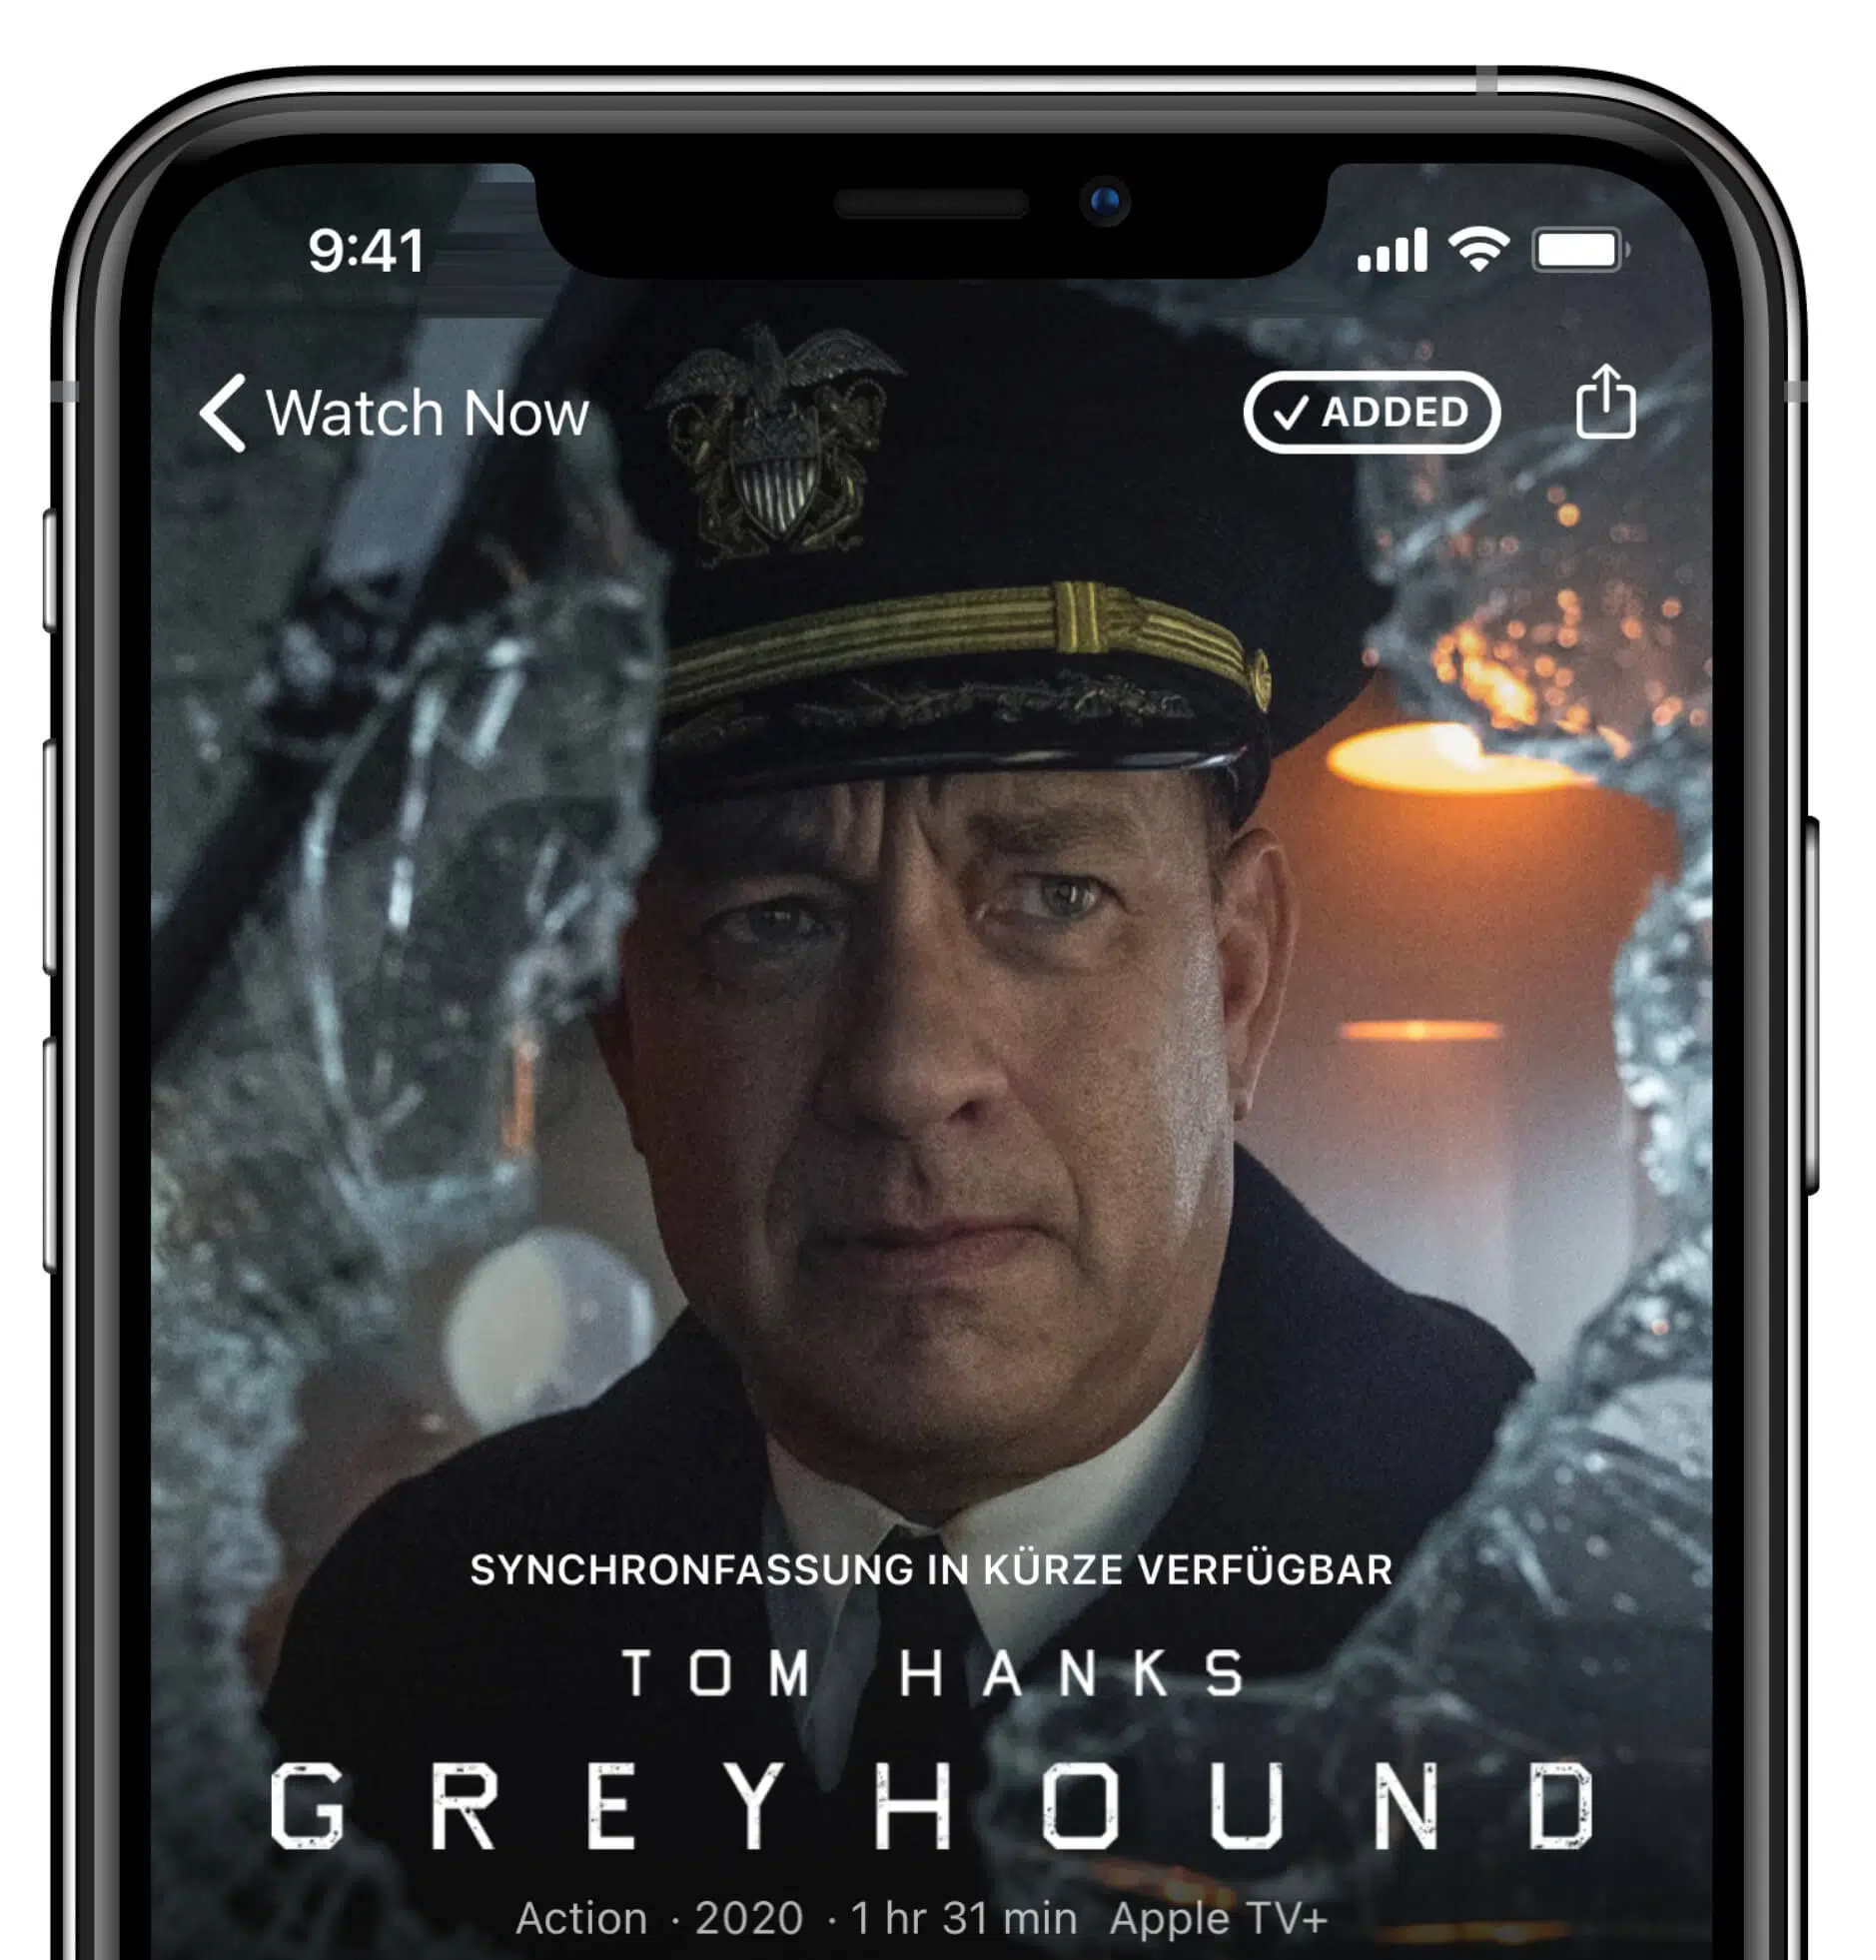 9:41
Watch Now
ADDED
SYNCHRONFASSUNG IN KÜRZE VERFÜGBAR
TOM HANKS
GREYHOUND
Action · 2020 · 1 hr 31 min Apple TV+